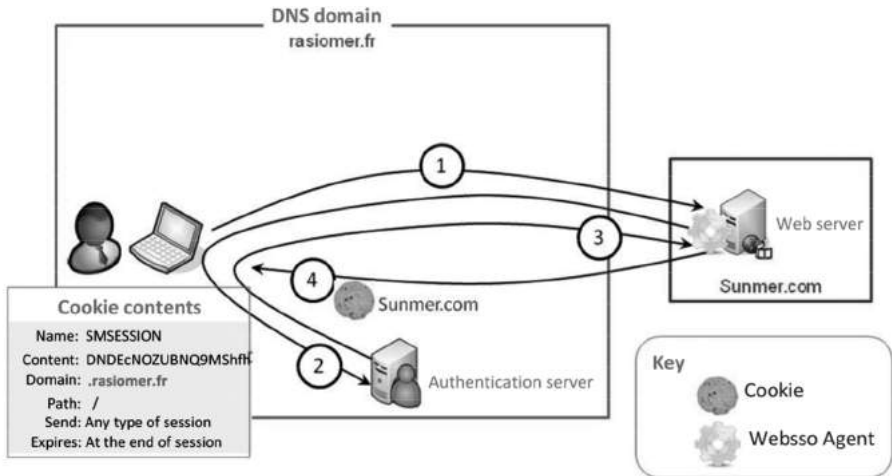 DNS domain
rasiomer.fr
1
Web server
3
4
Sunmer.com
Sunmer.com
Cookie contents
Name: SMSESSION
Content: DNDEcNOZUBNQ9MShfh
Domain: .rasiomer.fr
Path: /
Send: Any type of session
Expires: At the end of session
2
Authentication server
Key
Cookie
Websso Agent